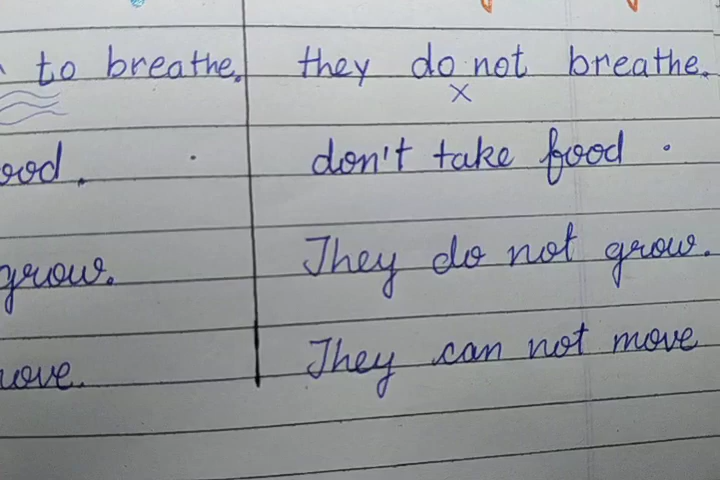 to breathe. they do not breathe.
x
don't take food.
grow. They do not grow.
They can not move